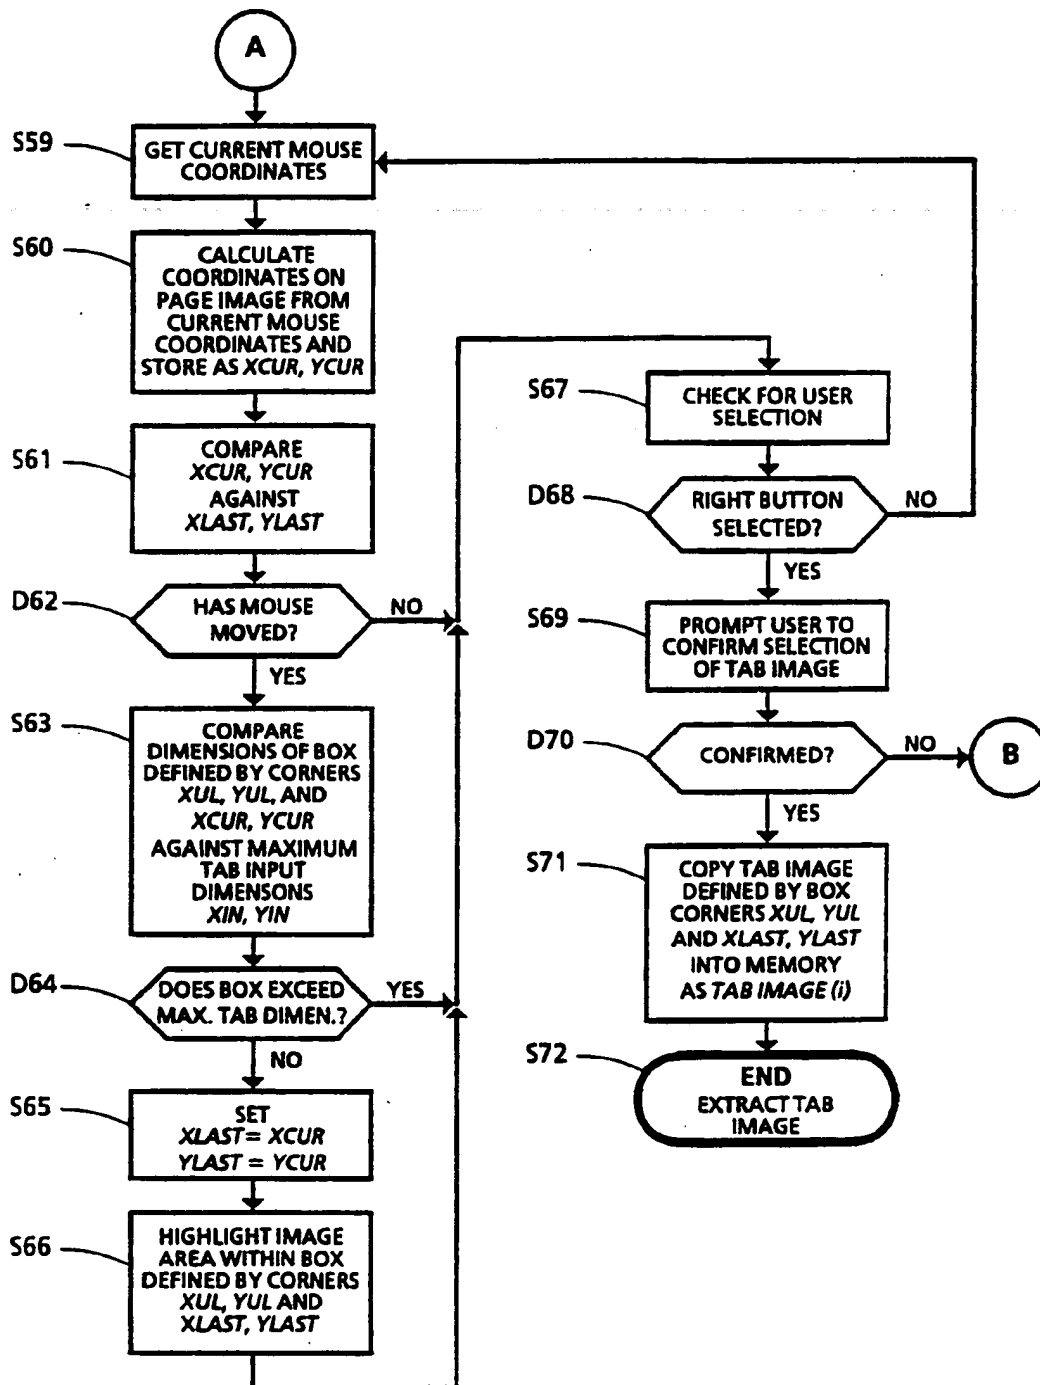 A
S59
GET CURRENT MOUSE
COORDINATES
S60
CALCULATE
COORDINATES ON
PAGE IMAGE FROM
CURRENT MOUSE
COORDINATES AND
STORE AS XCUR, YCUR
S61
COMPARE
XCUR, YCUR
AGAINST
XLAST, YLAST
D62
HAS MOUSE
MOVED?
NO
YES
S63
COMPARE
DIMENSIONS OF BOX
DEFINED BY CORNERS
XUL, YUL, AND
XCUR, YCUR
AGAINST MAXIMUM
TAB INPUT
DIMENSONS
XIN, YIN
D64
DOES BOX EXCEED
MAX. TAB DIMEN.?
YES
NO
S65
SET
XLAST = XCUR
YLAST = YCUR
S66
HIGHLIGHT IMAGE
AREA WITHIN BOX
DEFINED BY CORNERS
XUL, YUL AND
XLAST, YLAST
S67
CHECK FOR USER
SELECTION
D68
RIGHT BUTTON
SELECTED?
NO
YES
S69
PROMPT USER TO
CONFIRM SELECTION
OF TAB IMAGE
D70
CONFIRMED?
NO
B
YES
S71
COPY TAB IMAGE
DEFINED BY BOX
CORNERS XUL, YUL
AND XLAST, YLAST
INTO MEMORY
AS TAB IMAGE (i)
S72
END
EXTRACT TAB
IMAGE